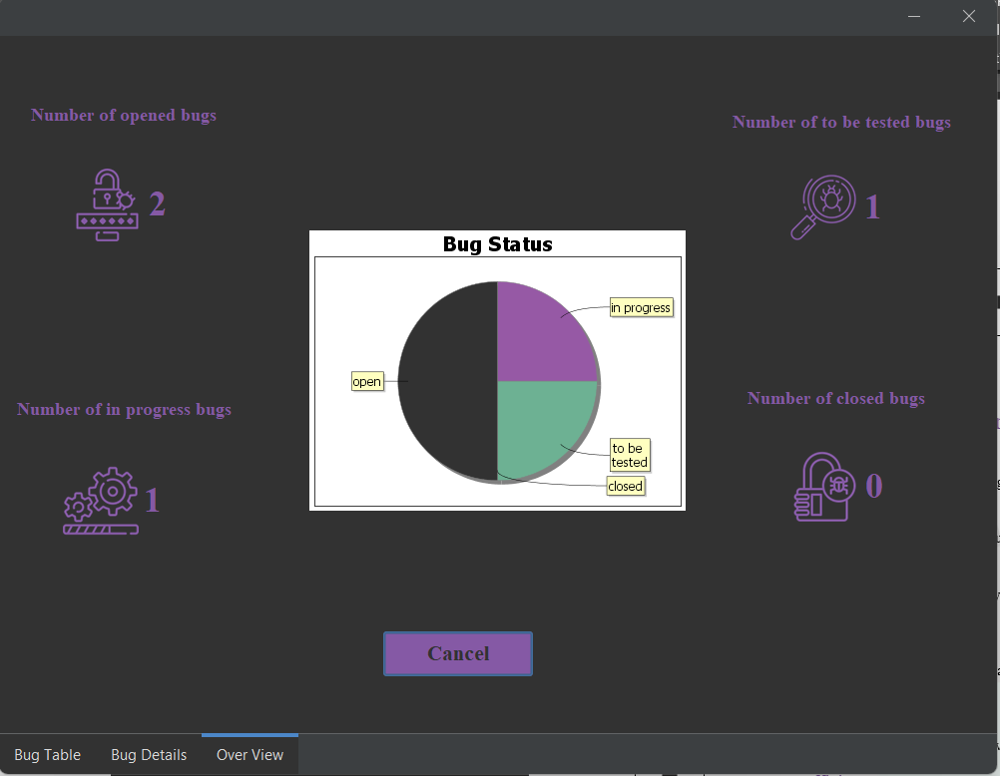 Number of opened bugs
2
Number of to be tested bugs
1
Bug Status
in progress
open
to be
tested
closed
Number of in progress bugs
1
Number of closed bugs
0
Cancel
Bug Table
Bug Details
Over View